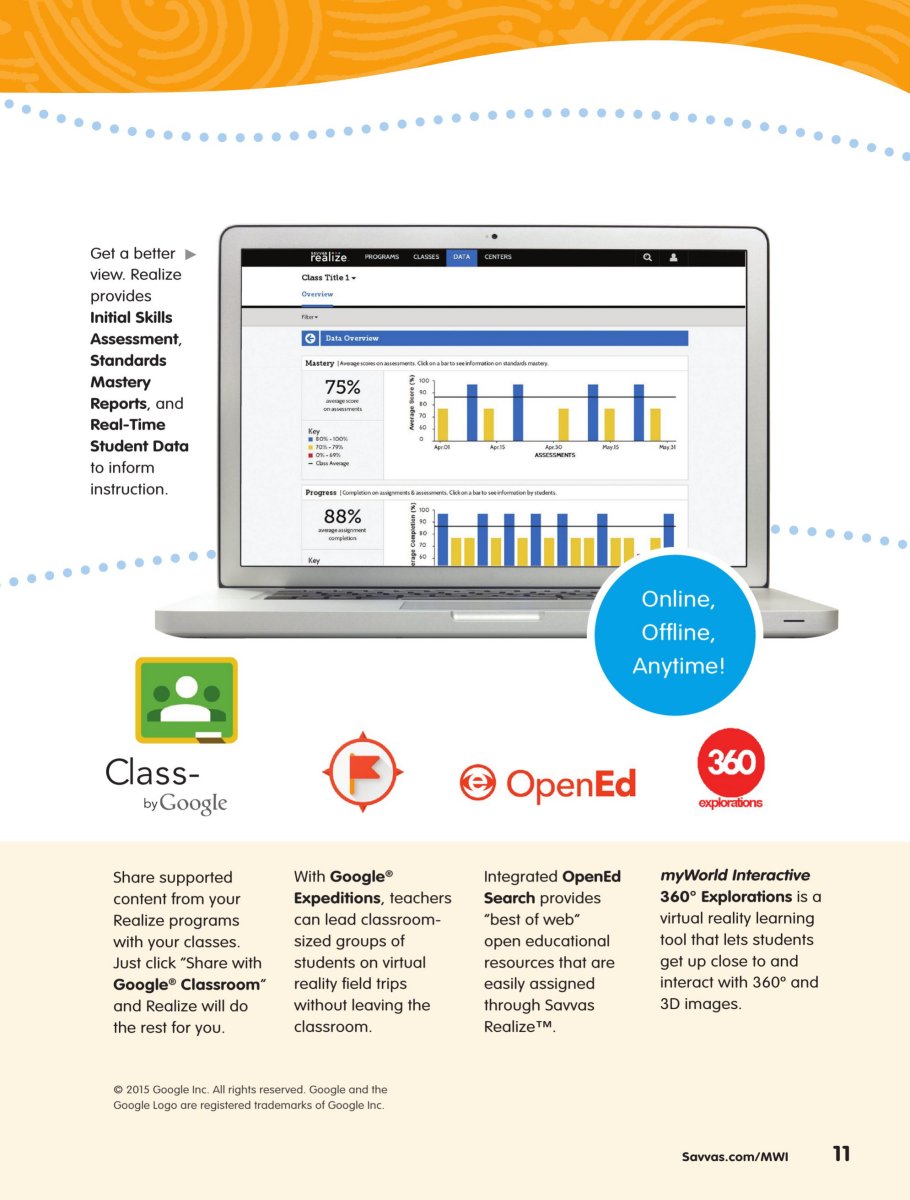 Get a better ▶
view. Realize
provides
Initial Skills
Assessment,
Standards
Mastery
Reports, and
Real-Time
Student Data
to inform
instruction.
realize PROGRAMS CLASSES DATA CENTERS
Class Title 1
Overview
Filter
Data Overview
Mastery | Average scores on assessments. Click on a bar to see information on standards mastery.
75%
average score
on assessments
Key
80% - 100%
70% - 79%
0% - 69%
Class Average
Average Score (%)
100
90
80
70
60
0
Apr.01 Apr.15 Apr.30 May.15 May.31
ASSESSMENTS
Progress | Completion on assignments & assessments. Click on a bar to see information by students.
88%
average assignment
completion
Key
erage Completion (%)
100
90
80
70
60
Online,
Offline,
Anytime!
Class-
by Google
OpenEd
360
explorations
Share supported
content from your
Realize programs
with your classes.
Just click “Share with
Google® Classroom”
and Realize will do
the rest for you.
With Google®
Expeditions, teachers
can lead classroom-
sized groups of
students on virtual
reality field trips
without leaving the
classroom.
Integrated OpenEd
Search provides
“best of web”
open educational
resources that are
easily assigned
through Savvas
Realize™.
myWorld Interactive
360° Explorations is a
virtual reality learning
tool that lets students
get up close to and
interact with 360° and
3D images.
© 2015 Google Inc. All rights reserved. Google and the
Google Logo are registered trademarks of Google Inc.
Savvas.com/MWI 11